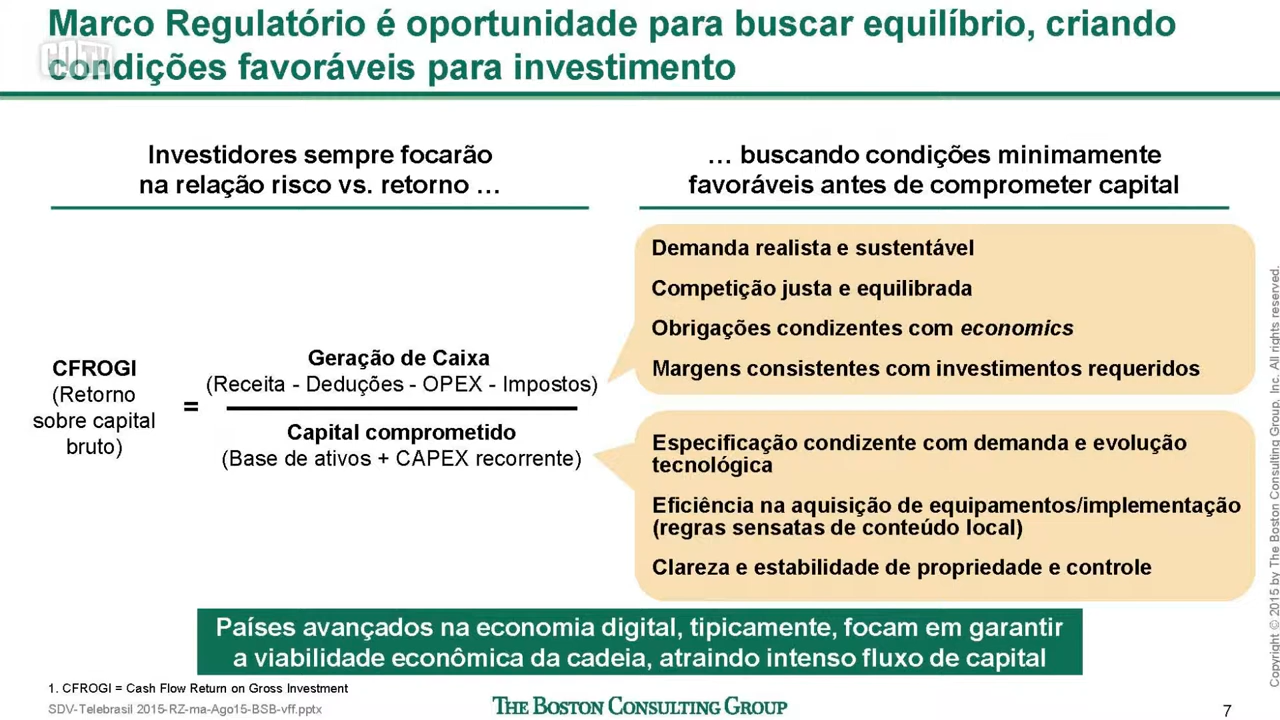 Marco Regulatório é oportunidade para buscar equilíbrio, criando
condições favoráveis para investimento
Investidores sempre focarão
na relação risco vs. retorno …
… buscando condições minimamente
favoráveis antes de comprometer capital
CFROGI
(Retorno
sobre capital
bruto)
=
Geração de Caixa
(Receita - Deduções - OPEX - Impostos)
Capital comprometido
(Base de ativos + CAPEX recorrente)
Demanda realista e sustentável
Competição justa e equilibrada
Obrigações condizentes com economics
Margens consistentes com investimentos requeridos
Especificação condizente com demanda e evolução
tecnológica
Eficiência na aquisição de equipamentos/implementação
(regras sensatas de conteúdo local)
Clareza e estabilidade de propriedade e controle
Países avançados na economia digital, tipicamente, focam em garantir
a viabilidade econômica da cadeia, atraindo intenso fluxo de capital
1. CFROGI = Cash Flow Return on Gross Investment
SDV-Telebrasil 2015-RZ-ma-Ago15-BSB-vff.pptx
THE BOSTON CONSULTING GROUP
7
Copyright © 2015 by The Boston Consulting Group, Inc. All rights reserved.